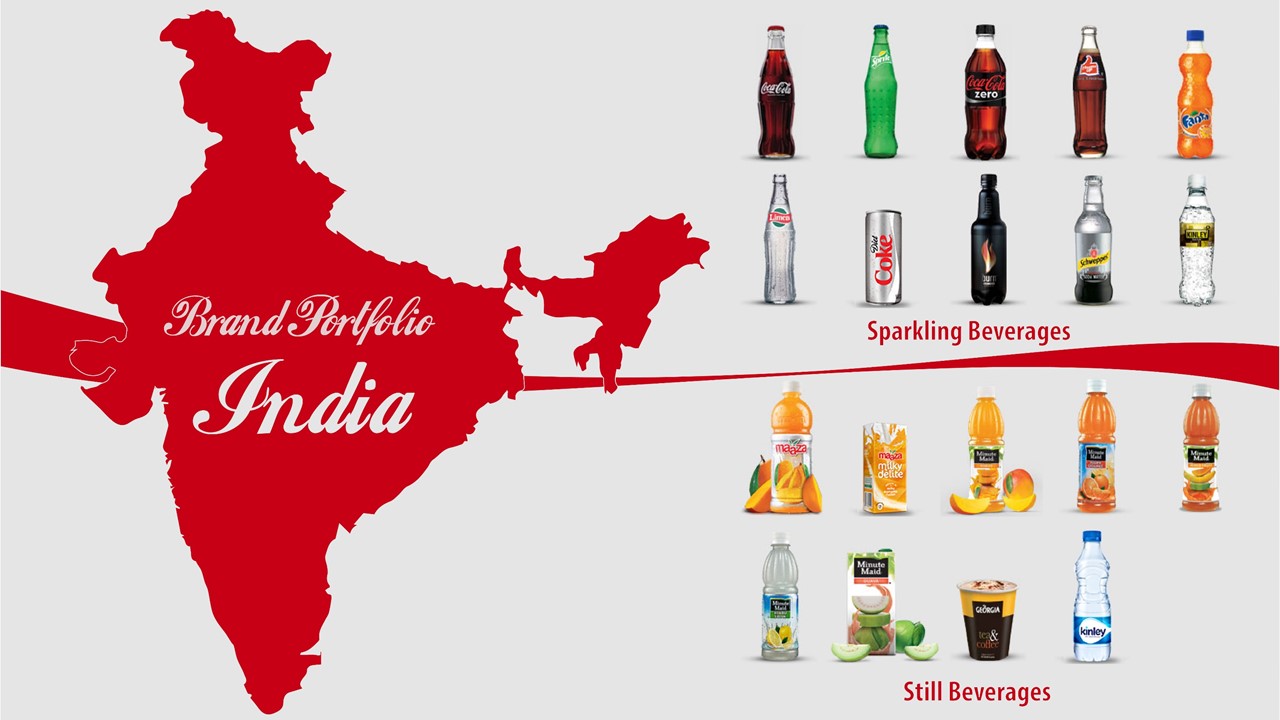 Brand Portfolio
India
Coca-Cola
Sprite
Coca-Cola
zero
Fanta
Limca
Diet
Coke
burn
Schweppes
KINLEY
Sparkling Beverages
maaza
maaza
milky
delite
Minute
Maid
Minute
Maid
Minute
Maid
Minute
Maid
Minute
Maid
GEORGIA
tea&
coffee
kinley
Still Beverages